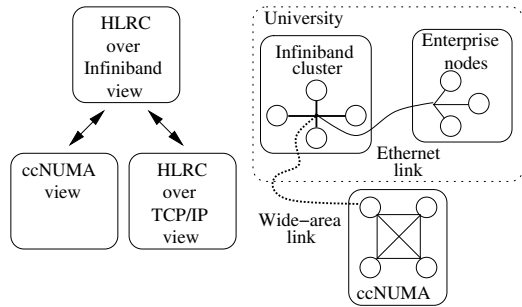 HLRC
over
Infiniband
view
ccNUMA
view
HLRC
over
TCP/IP
view
University
Infiniband
cluster
Enterprise
nodes
Ethernet
link
Wide−area
link
ccNUMA